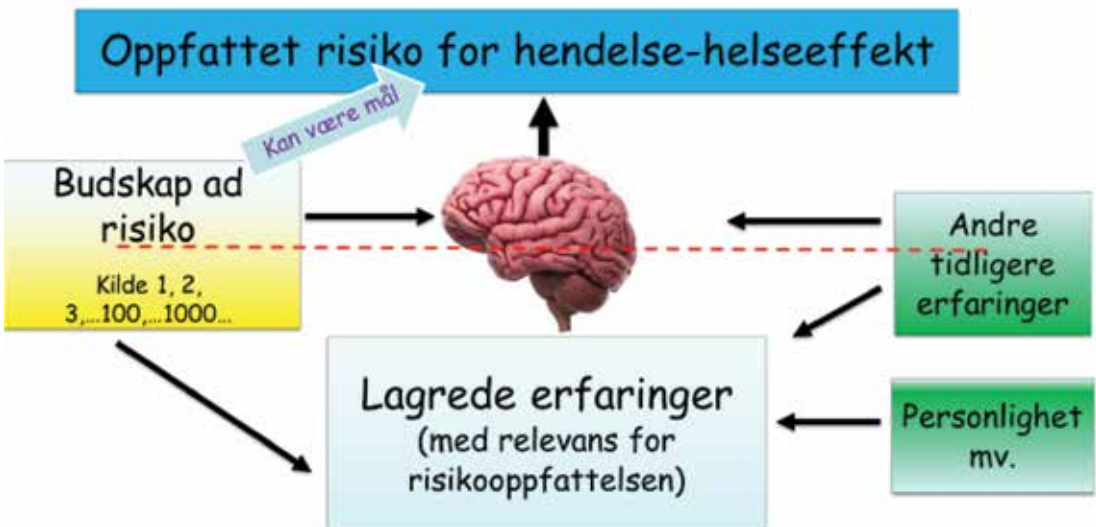 Oppfattet risiko for hendelse-helseeffekt
Kan være mål
Budskap ad
risiko
Kilde 1, 2,
3,...100,...1000...
Andre
tidligere
erfaringer
Lagrede erfaringer
(med relevans for
risikooppfattelsen)
Personlighet
mv.